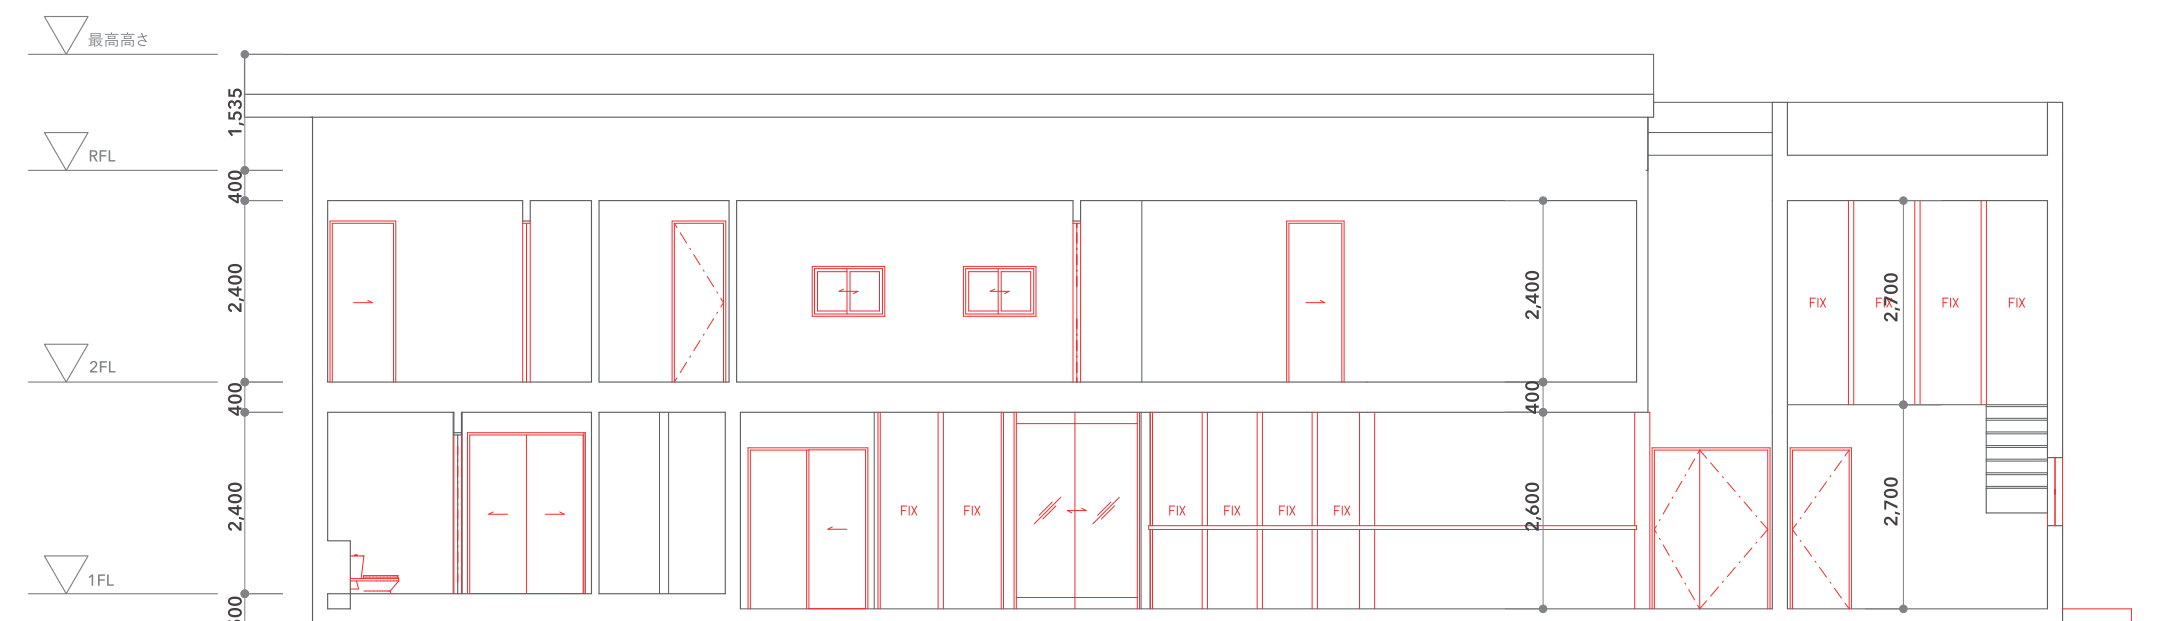 最高高さ
1,535
RFL
400
2,400
2,400
2,700
FIX
FIX
FIX
FIX
2FL
400
400
2,400
2,600
2,700
FIX
FIX
FIX
FIX
FIX
FIX
1FL